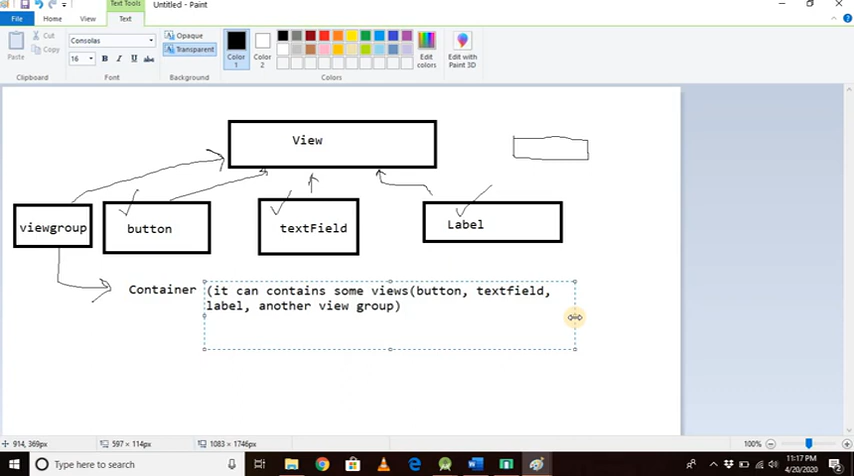 Text Tools
Untitled - Paint
File
Home
View
Text
Paste
Cut
Copy
Clipboard
Consolas
16
B I U abc
Font
Opaque
Transparent
Background
Color
1
Color
2
Colors
Edit
colors
Edit with
Paint 3D
View
viewgroup
button
textField
Label
Container
(it can contains some views(button, textfield,
label, another view group)
914, 369px
597 × 114px
1083 × 1746px
100%
Type here to search
11:17 PM
4/20/2020